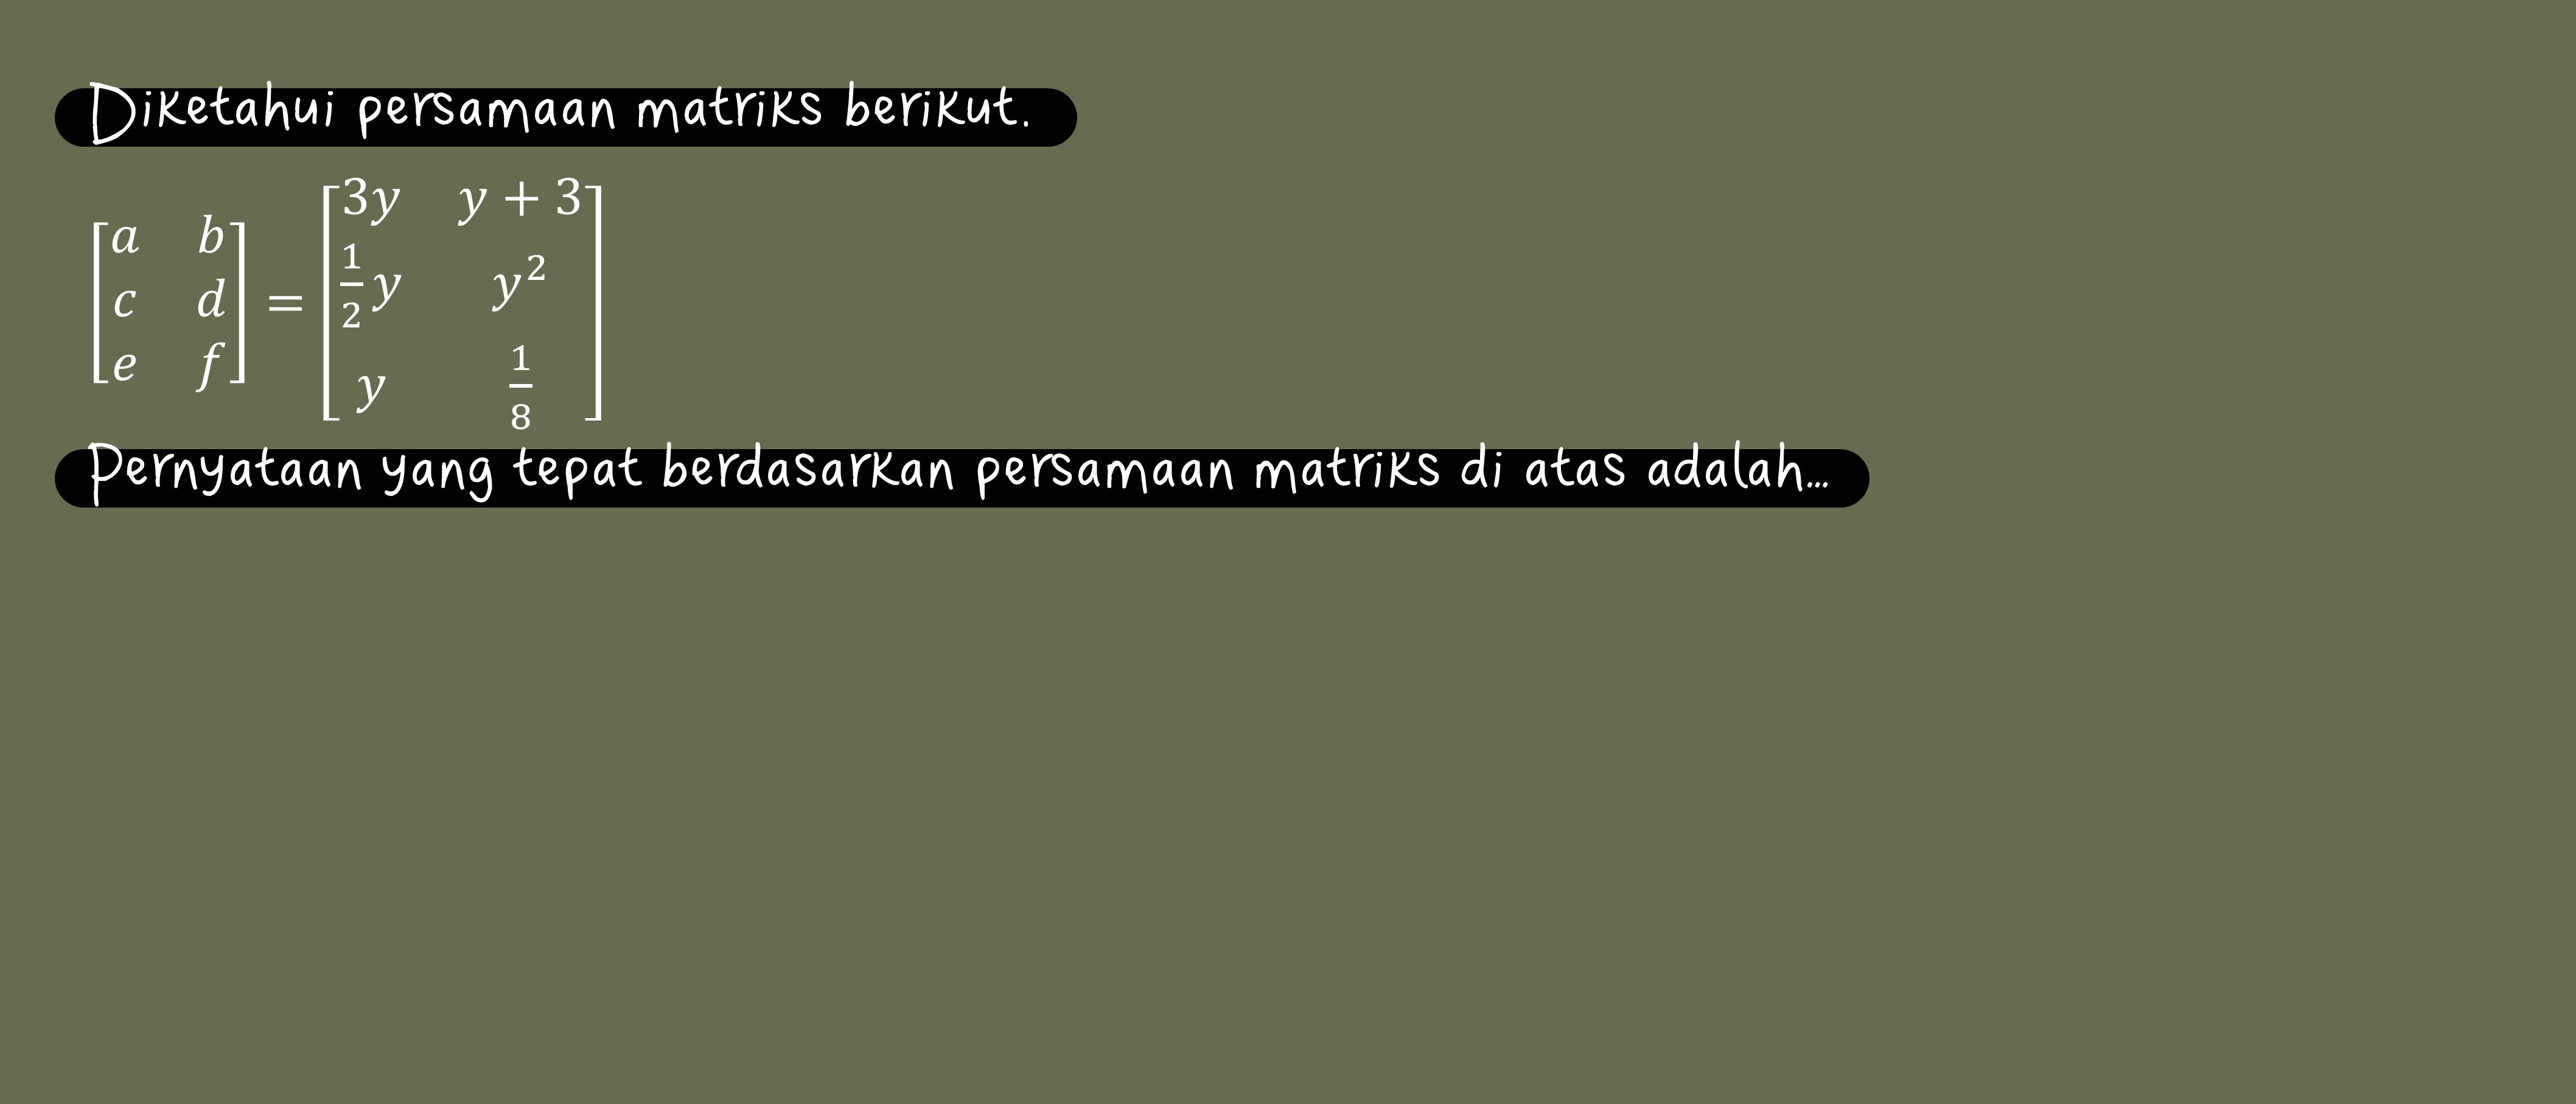 Diketahui persamaan matriks berikut.
[a b; c d; e f] = [3y y + 3; 1/2 y y²; y 1/8]
Pernyataan yang tepat berdasarkan persamaan matriks di atas adalah...